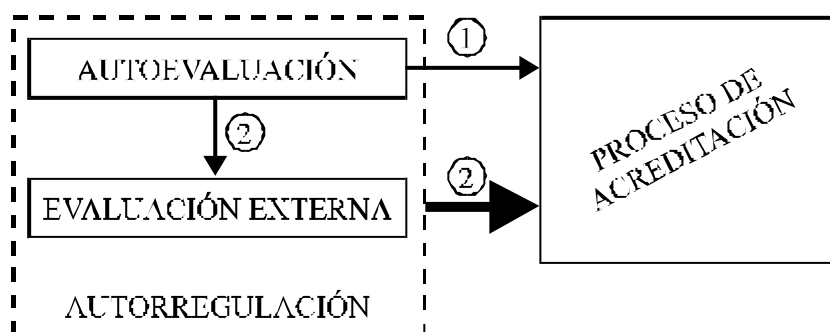 AUTOEVALUACIÓN
1
2
EVALUACIÓN EXTERNA
2
AUTORREGULACIÓN
PROCESO DE
ACREDITACIÓN